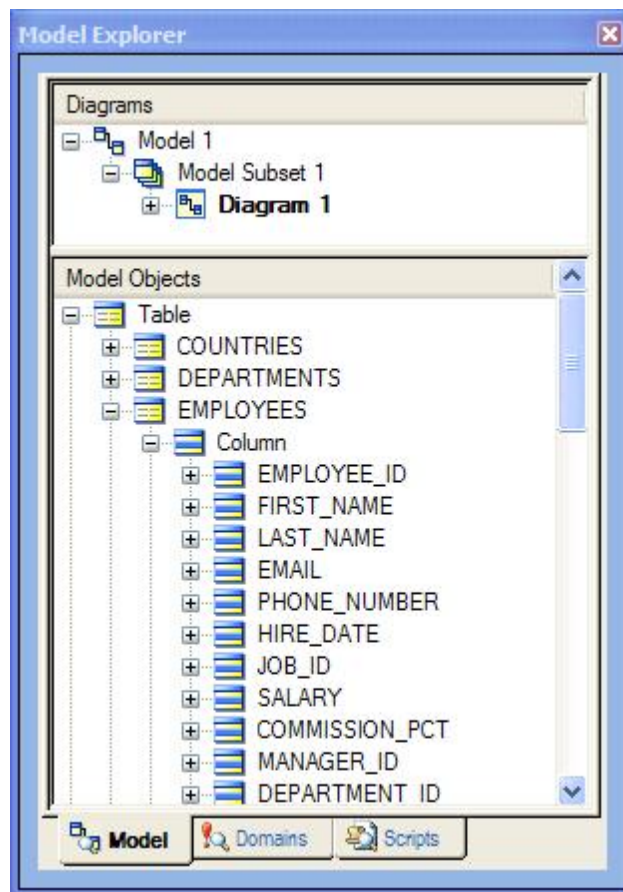 Model Explorer
Diagrams
Model 1
Model Subset 1
Diagram 1
Model Objects
Table
COUNTRIES
DEPARTMENTS
EMPLOYEES
Column
EMPLOYEE_ID
FIRST_NAME
LAST_NAME
EMAIL
PHONE_NUMBER
HIRE_DATE
JOB_ID
SALARY
COMMISSION_PCT
MANAGER_ID
DEPARTMENT_ID
Model Domains Scripts